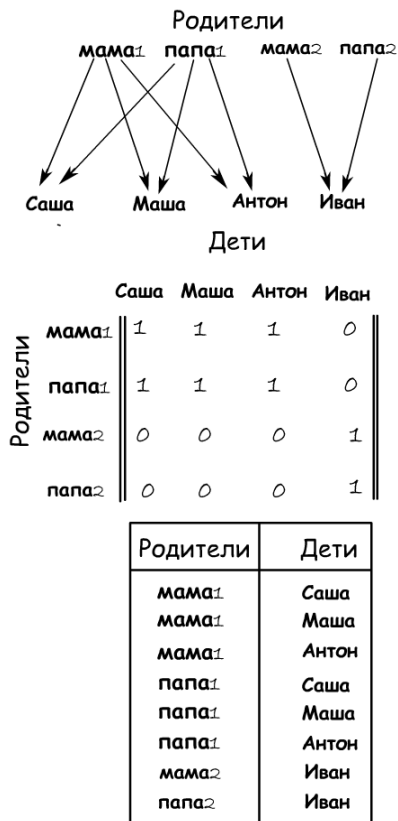 Родители
мама1 папа1 мама2 папа2
Саша Маша Антон Иван
Дети
Саша Маша Антон Иван
Родители
мама1 1 1 1 0
папа1 1 1 1 0
мама2 0 0 0 1
папа2 0 0 0 1
Родители Дети
мама1 Саша
мама1 Маша
мама1 Антон
папа1 Саша
папа1 Маша
папа1 Антон
мама2 Иван
папа2 Иван